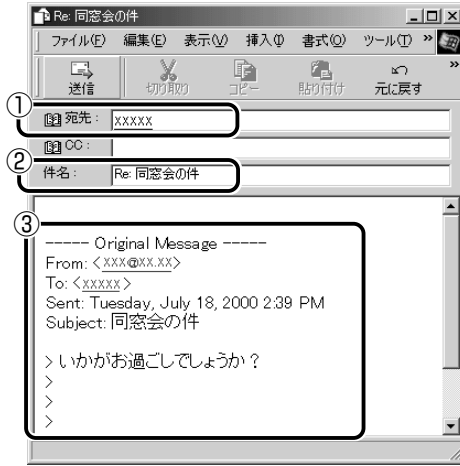 Re: 同窓会の件
ファイル(F) 編集(E) 表示(V) 挿入(I) 書式(O) ツール(T) »
送信 切り取り コピー 貼り付け 元に戻す »
①
宛先: xxxxx
CC:
②
件名: Re: 同窓会の件
③
----- Original Message -----
From: <xxx@xx.xx>
To: <xxxxx>
Sent: Tuesday, July 18, 2000 2:39 PM
Subject: 同窓会の件
> いかがお過ごしでしょうか?
>
>
>